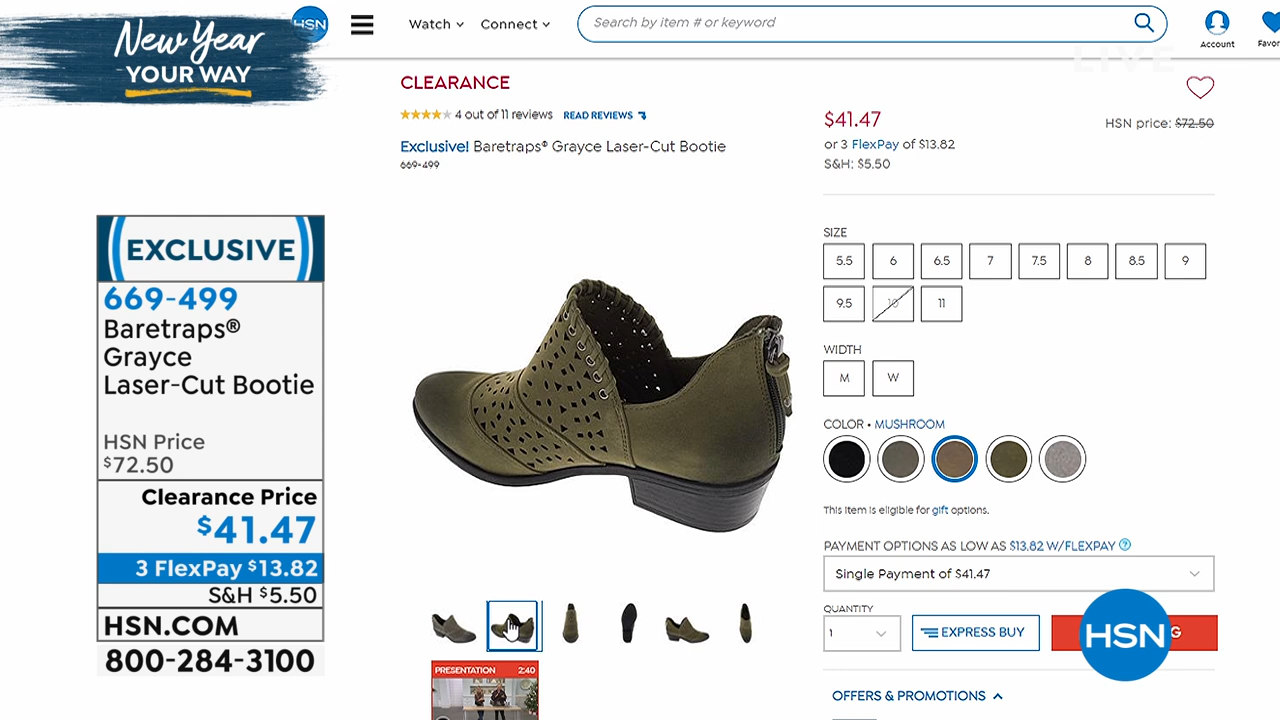 New Year
YOUR WAY
HSN
Watch
Connect
Search by item # or keyword
Account
LIVE
CLEARANCE
4 out of 11 reviews READ REVIEWS
Exclusive! Baretraps® Grayce Laser-Cut Bootie
669-499
$41.47
HSN price: $72.50
or 3 FlexPay of $13.82
S&H: $5.50
SIZE
5.5 6 6.5 7 7.5 8 8.5 9
9.5 10 11
WIDTH
M W
COLOR • MUSHROOM
This item is eligible for gift options.
PAYMENT OPTIONS AS LOW AS $13.82 W/FLEXPAY ?
Single Payment of $41.47
QUANTITY
1
EXPRESS BUY
HSN
G
OFFERS & PROMOTIONS
PRESENTATION 2:40
EXCLUSIVE
669-499
Baretraps®
Grayce
Laser-Cut Bootie
HSN Price
$72.50
Clearance Price
$41.47
3 FlexPay $13.82
S&H $5.50
HSN.COM
800-284-3100